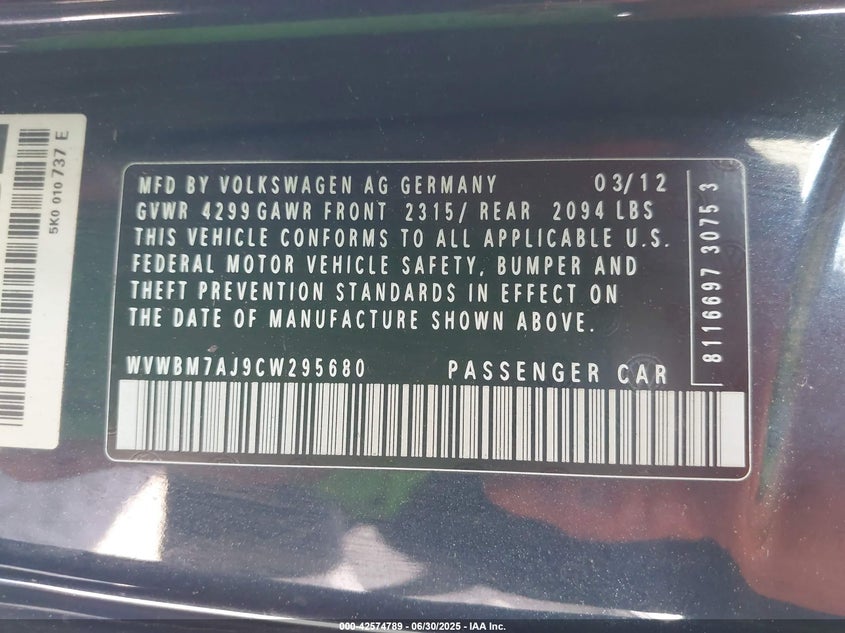 5K0 010 737 E
MFD BY VOLKSWAGEN AG GERMANY 03/12
GVWR 4299 GAWR FRONT 2315/ REAR 2094 LBS
THIS VEHICLE CONFORMS TO ALL APPLICABLE U.S.
FEDERAL MOTOR VEHICLE SAFETY, BUMPER AND
THEFT PREVENTION STANDARDS IN EFFECT ON
THE DATE OF MANUFACTURE SHOWN ABOVE.
WVWBM7AJ9CW295680 PASSENGER CAR
8116697 3075 3
000-42574789 - 06/30/2025 - IAA Inc.